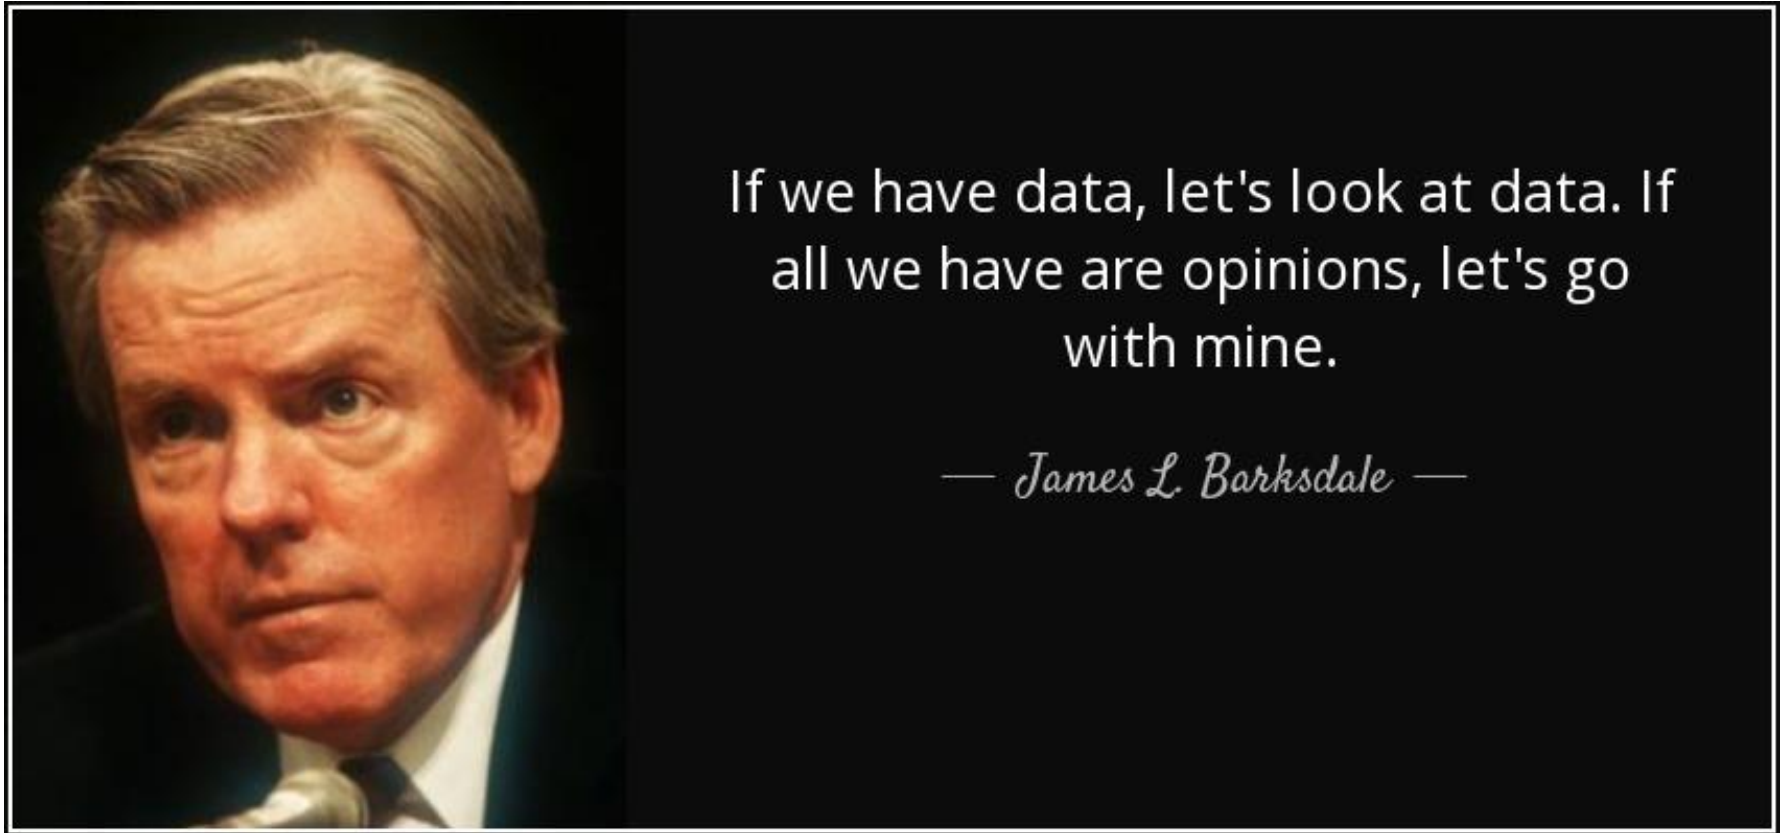 If we have data, let's look at data. If
all we have are opinions, let's go
with mine.
— James L. Barksdale —